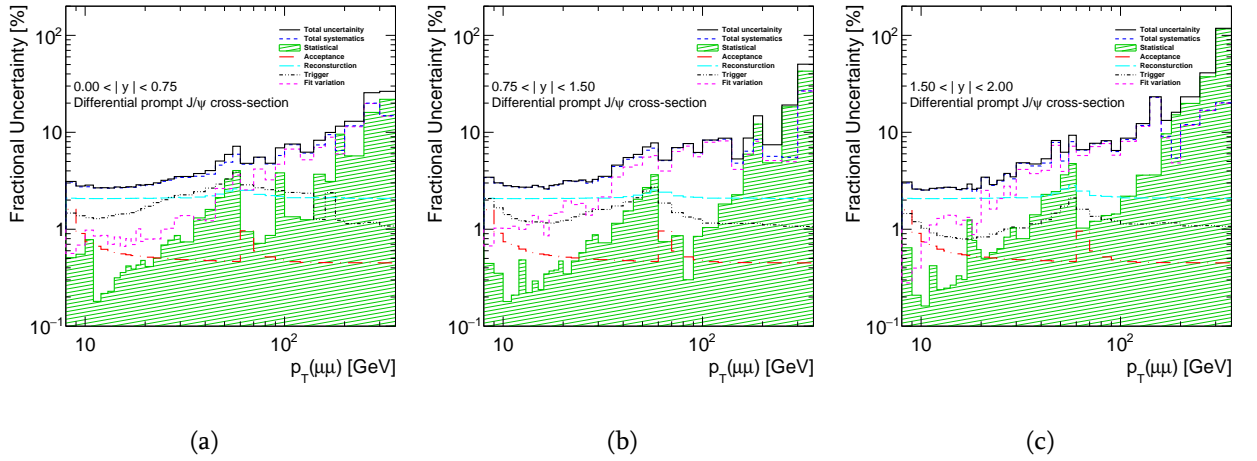 Fractional Uncertainty [%]
10²
10
1
10⁻¹
Total uncertainty
Total systematics
Statistical
Acceptance
Reconsturction
Trigger
Fit variation
0.00 < | y | < 0.75
Differential prompt J/ψ cross-section
10
10²
p_T(μμ) [GeV]
(a)
Fractional Uncertainty [%]
10²
10
1
10⁻¹
Total uncertainty
Total systematics
Statistical
Acceptance
Reconsturction
Trigger
Fit variation
0.75 < | y | < 1.50
Differential prompt J/ψ cross-section
10
10²
p_T(μμ) [GeV]
(b)
Fractional Uncertainty [%]
10²
10
1
10⁻¹
Total uncertainty
Total systematics
Statistical
Acceptance
Reconsturction
Trigger
Fit variation
1.50 < | y | < 2.00
Differential prompt J/ψ cross-section
10
10²
p_T(μμ) [GeV]
(c)